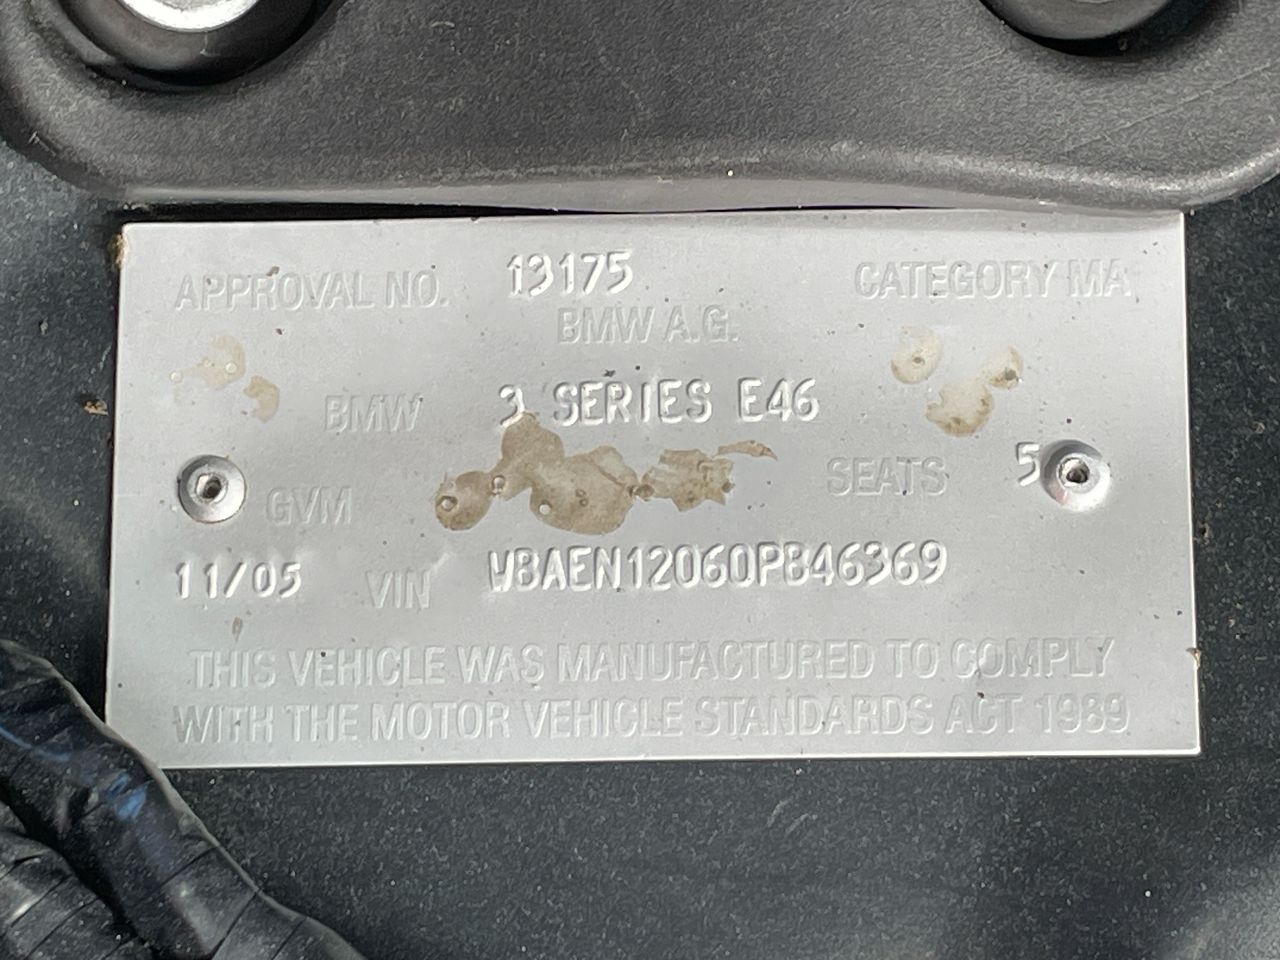 APPROVAL NO. 13175 CATEGORY MA
BMW A.G.
BMW 3 SERIES E46
GVM SEATS 5
11/05 VIN WBAEN12060PB46369
THIS VEHICLE WAS MANUFACTURED TO COMPLY
WITH THE MOTOR VEHICLE STANDARDS ACT 1989